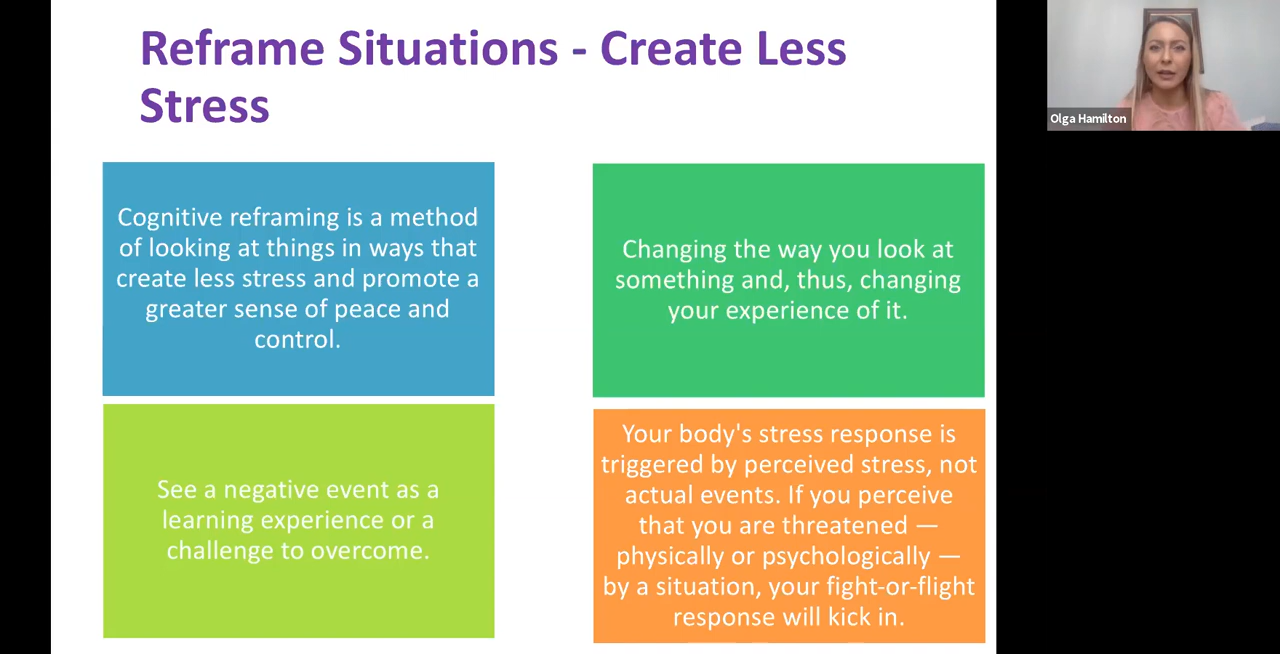 Reframe Situations - Create Less
Stress
Cognitive reframing is a method
of looking at things in ways that
create less stress and promote a
greater sense of peace and
control.
Changing the way you look at
something and, thus, changing
your experience of it.
See a negative event as a
learning experience or a
challenge to overcome.
Your body's stress response is
triggered by perceived stress, not
actual events. If you perceive
that you are threatened —
physically or psychologically —
by a situation, your fight-or-flight
response will kick in.
Olga Hamilton